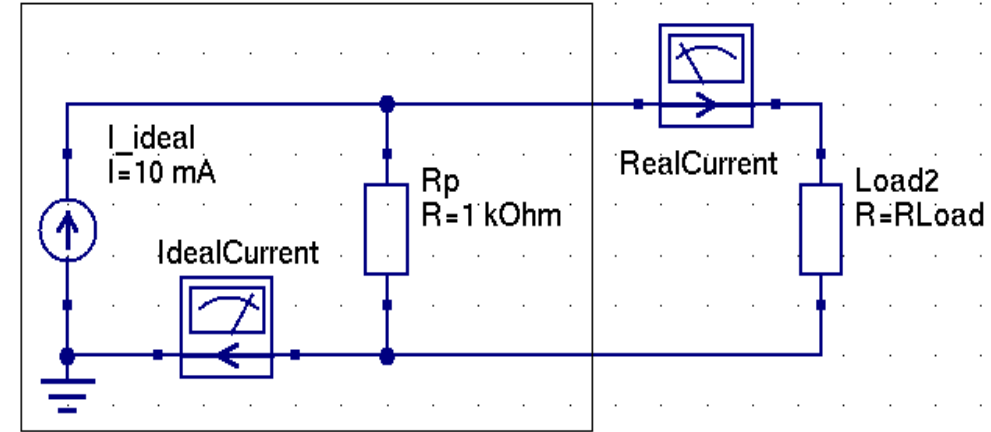 I_ideal
I=10 mA
Rp
R=1 kOhm
IdealCurrent
RealCurrent
Load2
R=RLoad